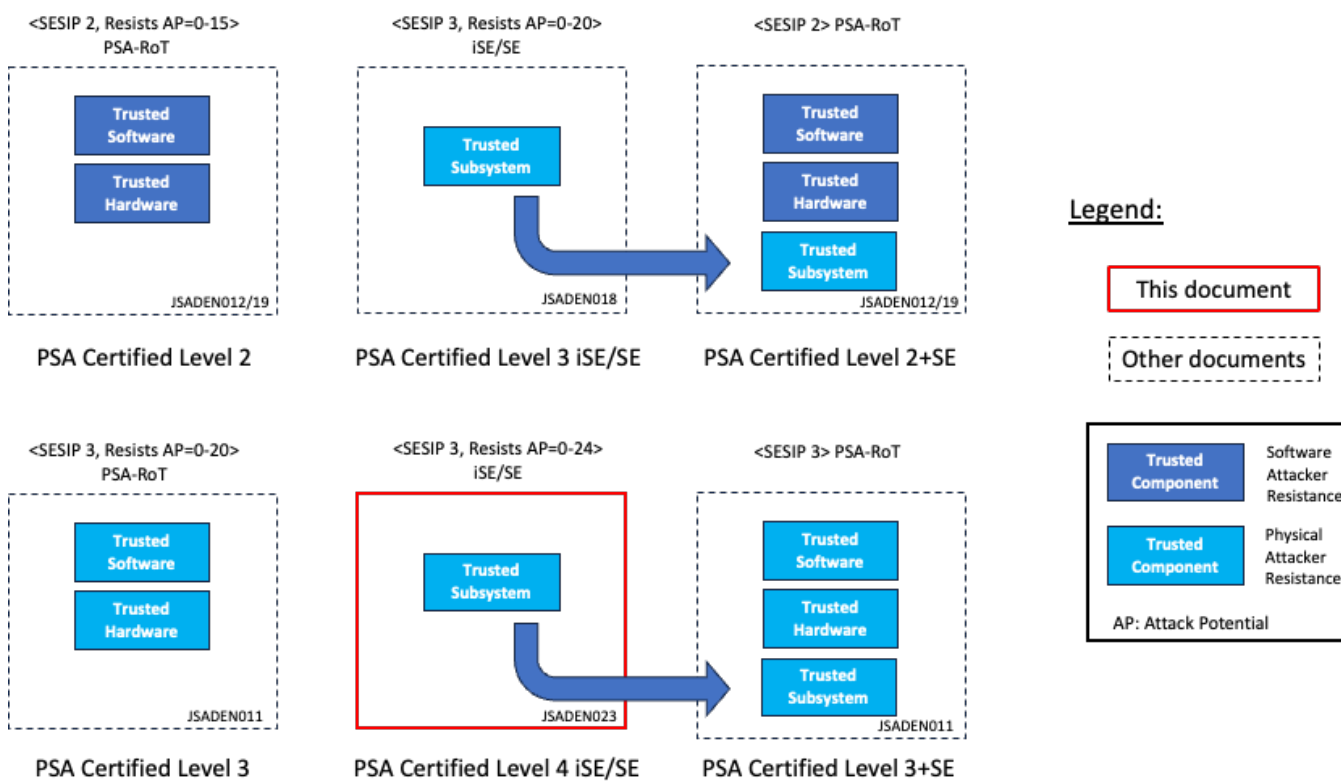 <SESIP 2, Resists AP=0-15>
PSA-RoT
Trusted
Software
Trusted
Hardware
JSADEN012/19
PSA Certified Level 2
<SESIP 3, Resists AP=0-20>
iSE/SE
Trusted
Subsystem
JSADEN018
PSA Certified Level 3 iSE/SE
<SESIP 2> PSA-RoT
Trusted
Software
Trusted
Hardware
Trusted
Subsystem
JSADEN012/19
PSA Certified Level 2+SE
<SESIP 3, Resists AP=0-20>
PSA-RoT
Trusted
Software
Trusted
Hardware
JSADEN011
PSA Certified Level 3
<SESIP 3, Resists AP=0-24>
iSE/SE
Trusted
Subsystem
JSADEN023
PSA Certified Level 4 iSE/SE
<SESIP 3> PSA-RoT
Trusted
Software
Trusted
Hardware
Trusted
Subsystem
JSADEN011
PSA Certified Level 3+SE
Legend:
This document
Other documents
Trusted
Component
Software
Attacker
Resistance
Trusted
Component
Physical
Attacker
Resistance
AP: Attack Potential